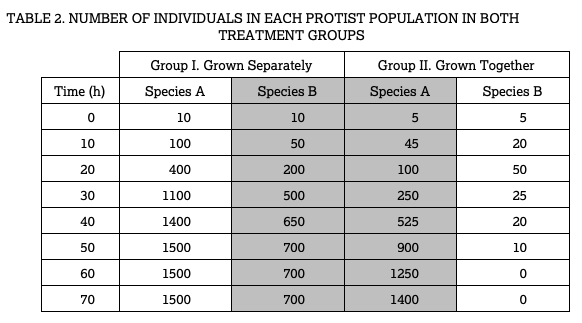 TABLE 2. NUMBER OF INDIVIDUALS IN EACH PROTIST POPULATION IN BOTH
TREATMENT GROUPS
Group I. Grown Separately Group II. Grown Together
Time (h) Species A Species B Species A Species B
0 10 10 5 5
10 100 50 45 20
20 400 200 100 50
30 1100 500 250 25
40 1400 650 525 20
50 1500 700 900 10
60 1500 700 1250 0
70 1500 700 1400 0